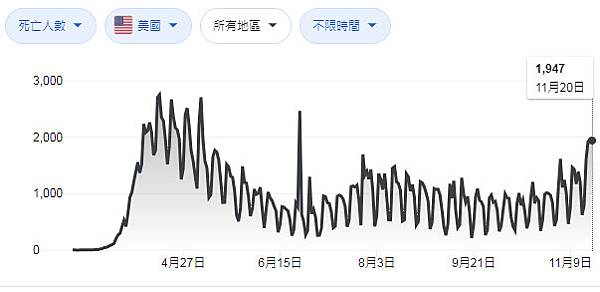 死亡人數 美國 所有地區 不限時間
1,947
11月20日
3,000
2,000
1,000
0
4月27日 6月15日 8月3日 9月21日 11月9日